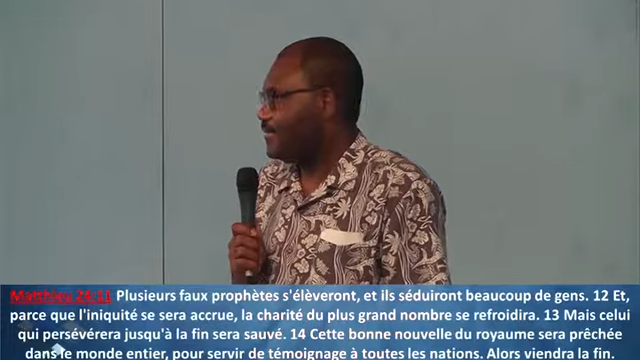 Matthieu 24:11 Plusieurs faux prophètes s'élèveront, et ils séduiront beaucoup de gens. 12 Et,
parce que l'iniquité se sera accrue, la charité du plus grand nombre se refroidira. 13 Mais celui
qui persévérera jusqu'à la fin sera sauvé. 14 Cette bonne nouvelle du royaume sera prêchée
dans le monde entier, pour servir de témoignage à toutes les nations. Alors viendra la fin.